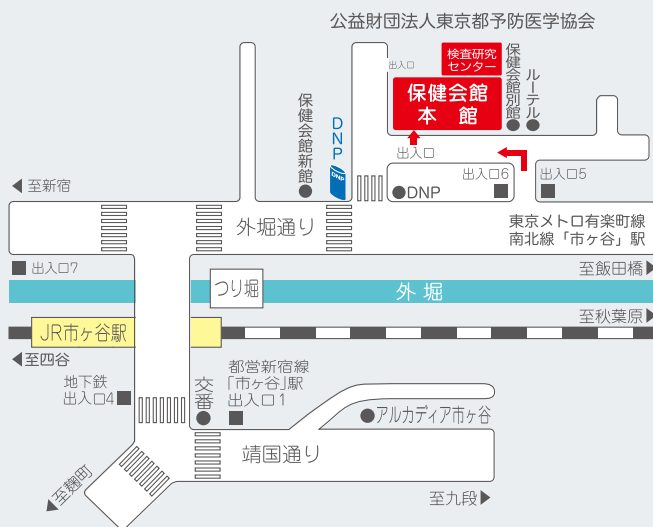 公益財団法人東京都予防医学協会
検査研究
センター
出入口
保健会館
本館
保健会館別館
ルーテル
出入口
保健会館新館
DNP
DNP
DNP
出入口6
出入口5
至新宿
外堀通り
東京メトロ有楽町線
南北線「市ヶ谷」駅
出入口7
至飯田橋
つり堀
外堀
至秋葉原
JR市ヶ谷駅
至四谷
地下鉄
出入口4
交番
都営新宿線
「市ヶ谷」駅
出入口1
アルカディア市ヶ谷
靖国通り
至麹町
至九段